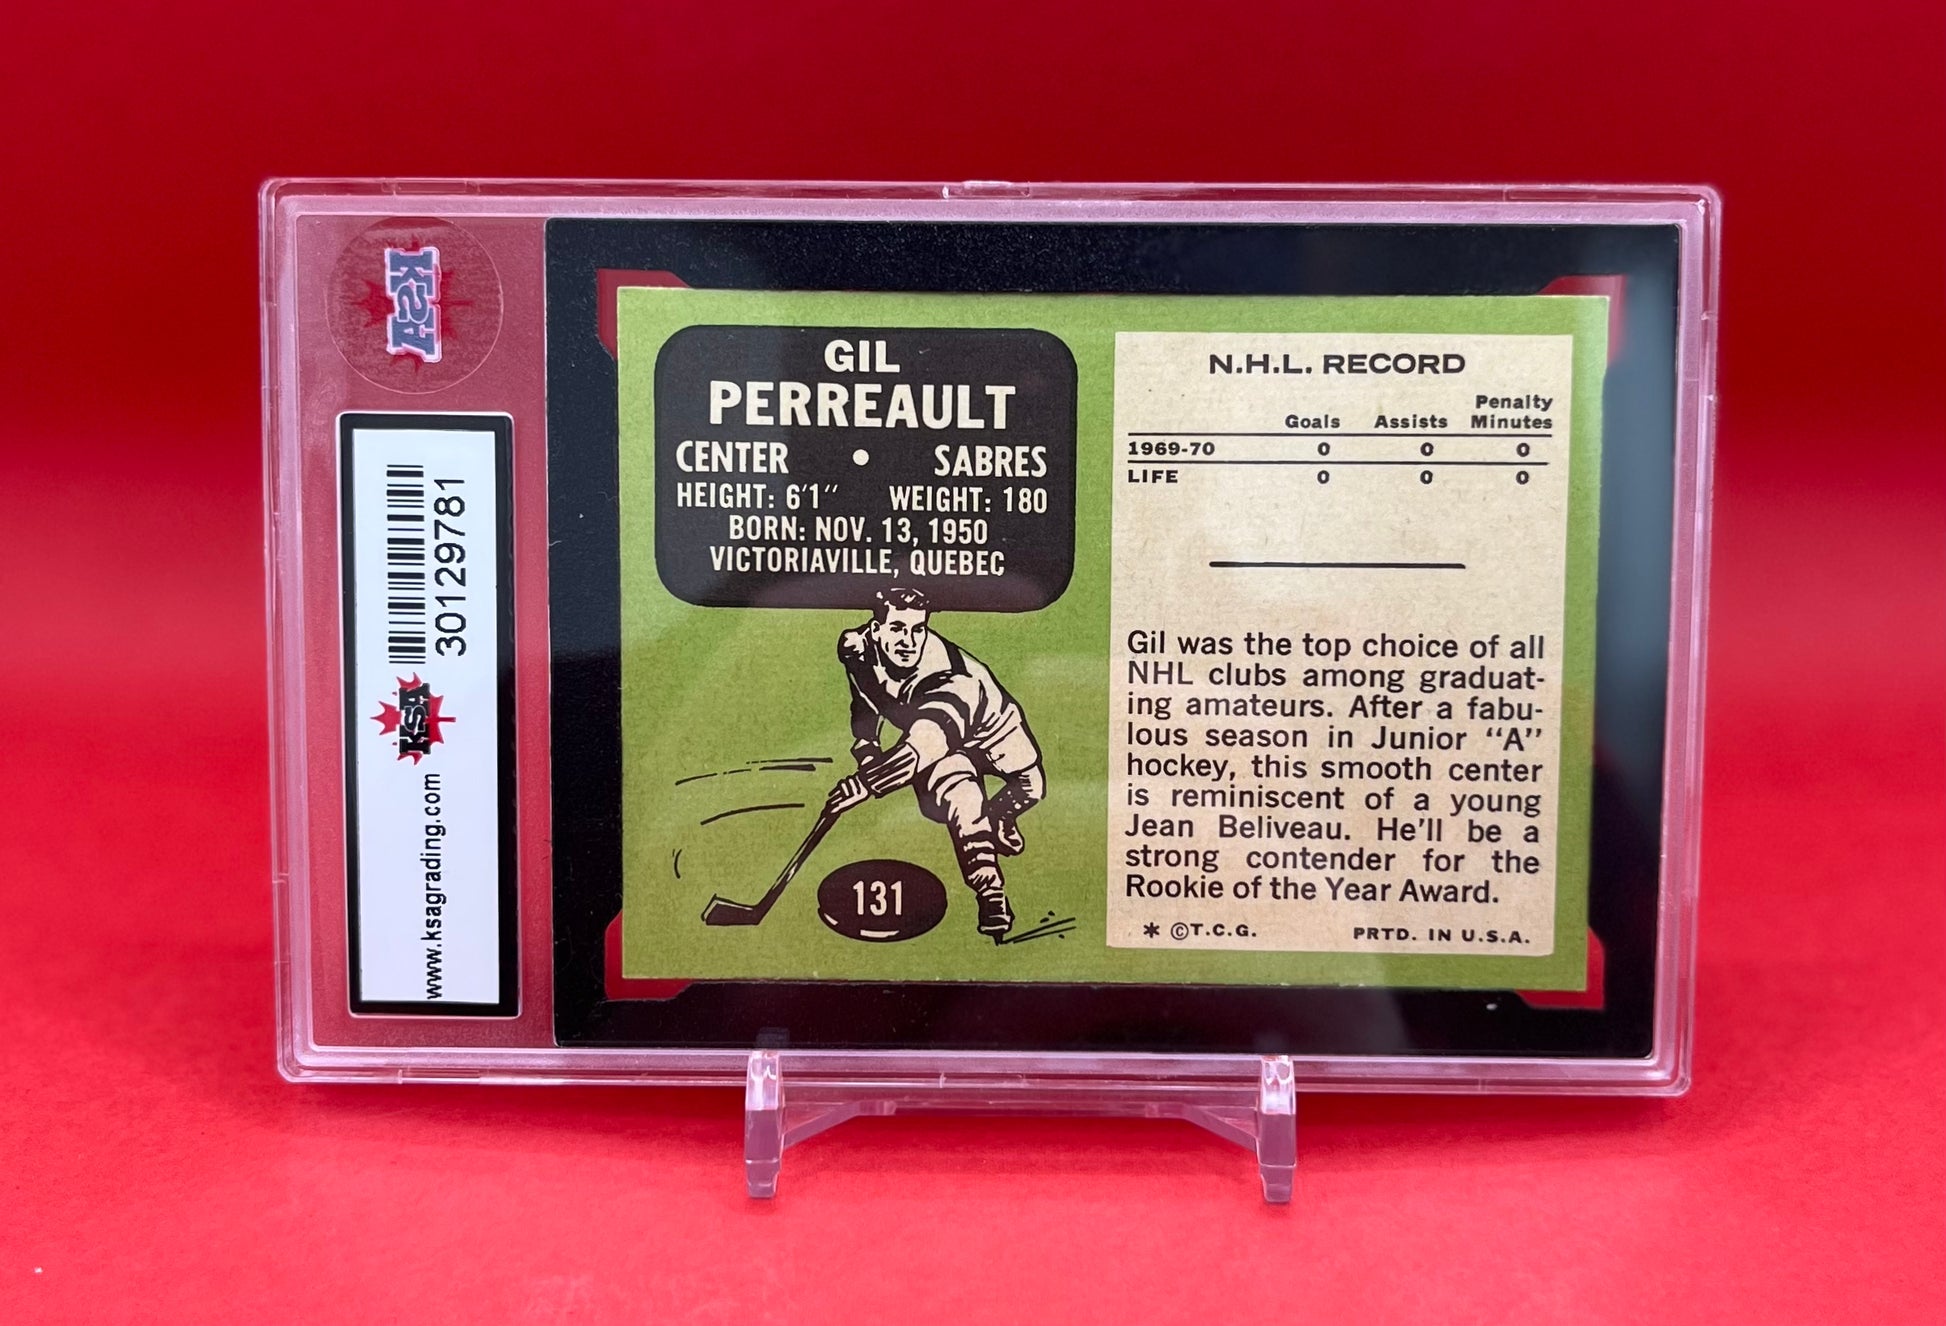 KSA
30129781
KSA
www.ksagrading.com
GIL
PERREAULT
CENTER • SABRES
HEIGHT: 6'1" WEIGHT: 180
BORN: NOV. 13, 1950
VICTORIAVILLE, QUEBEC
131
N.H.L. RECORD
Goals Assists Penalty Minutes
1969-70 0 0 0
LIFE 0 0 0
Gil was the top choice of all
NHL clubs among graduat-
ing amateurs. After a fabu-
lous season in Junior "A"
hockey, this smooth center
is reminiscent of a young
Jean Beliveau. He'll be a
strong contender for the
Rookie of the Year Award.
* ©T.C.G. PRTD. IN U.S.A.